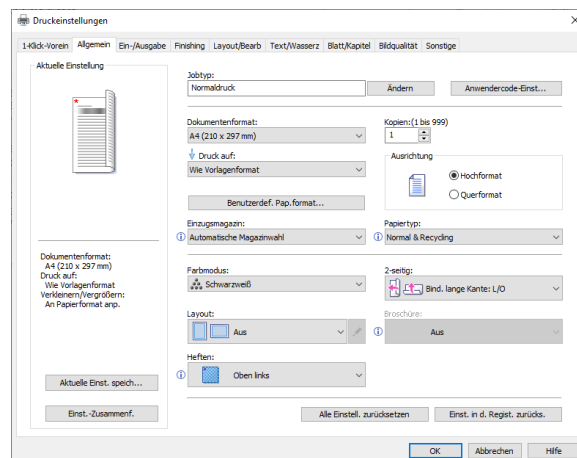 Druckeinstellungen
1-Klick-Vorein Allgemein Ein-/Ausgabe Finishing Layout/Bearb Text/Wasserz Blatt/Kapitel Bildqualität Sonstige
Aktuelle Einstellung
Dokumentenformat:
A4 (210 x 297 mm)
Druck auf:
Wie Vorlagenformat
Verkleinern/Vergrößern:
An Papierformat anp.
Aktuelle Einst. speich...
Einst.-Zusammenf.
Jobtyp:
Normaldruck Ändern Anwendercode-Einst...
Dokumentenformat: Kopien:(1 bis 999)
A4 (210 x 297 mm) 1
Druck auf: Ausrichtung
Wie Vorlagenformat Hochformat
Querformat
Benutzerdef. Pap.format...
Einzugsmagazin: Papiertyp:
Automatische Magazinwahl Normal & Recycling
Farbmodus: 2-seitig:
Schwarzweiß Bind. lange Kante: L/O
Layout: Broschüre:
Aus Aus
Heften:
Oben links
Alle Einstell. zurücksetzen Einst. in d. Regist. zurücks.
OK Abbrechen Hilfe